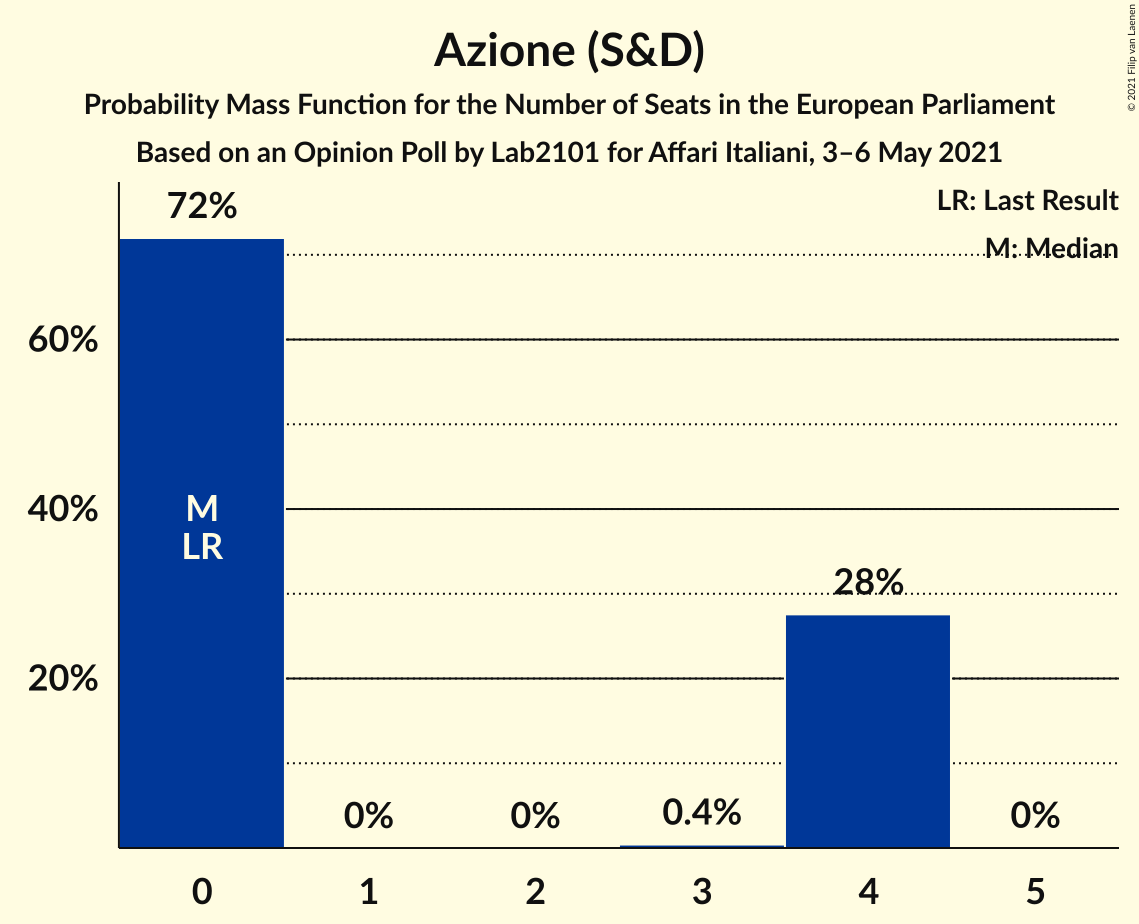 Azione (S&D)
Probability Mass Function for the Number of Seats in the European Parliament
Based on an Opinion Poll by Lab2101 for Affari Italiani, 3–6 May 2021
© 2021 Filip van Laenen
LR: Last Result
M: Median
72%
60%
40%
20%
M
LR
0%
0%
0.4%
28%
0%
0 1 2 3 4 5